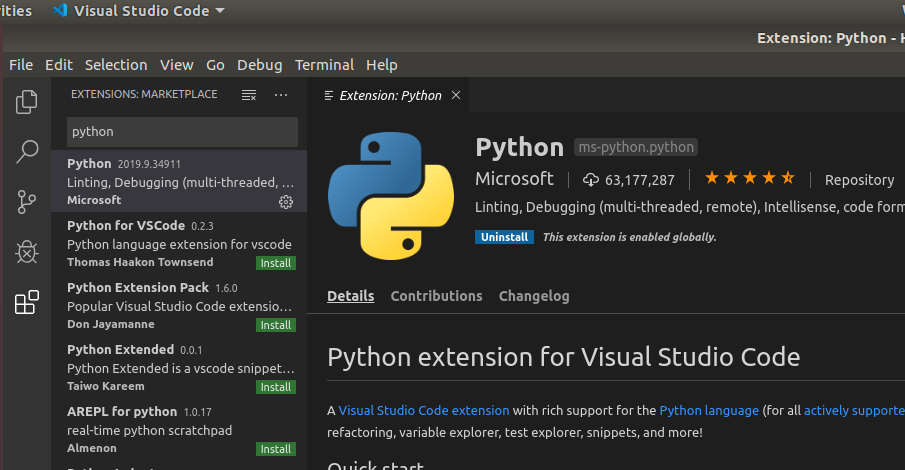 ities Visual Studio Code
Extension: Python - H
File Edit Selection View Go Debug Terminal Help
EXTENSIONS: MARKETPLACE
python
Python 2019.9.34911
Linting, Debugging (multi-threaded, ...
Microsoft
Python for VSCode 0.2.3
Python language extension for vscode
Thomas Haakon Townsend Install
Python Extension Pack 1.6.0
Popular Visual Studio Code extensio...
Don Jayamanne Install
Python Extended 0.0.1
Python Extended is a vscode snippet...
Taiwo Kareem Install
AREPL for python 1.0.17
real-time python scratchpad
Almenon Install
Extension: Python
Python ms-python.python
Microsoft 63,177,287 Repository
Linting, Debugging (multi-threaded, remote), Intellisense, code form
Uninstall This extension is enabled globally.
Details Contributions Changelog
Python extension for Visual Studio Code
A Visual Studio Code extension with rich support for the Python language (for all actively supporte
refactoring, variable explorer, test explorer, snippets, and more!
Quick start